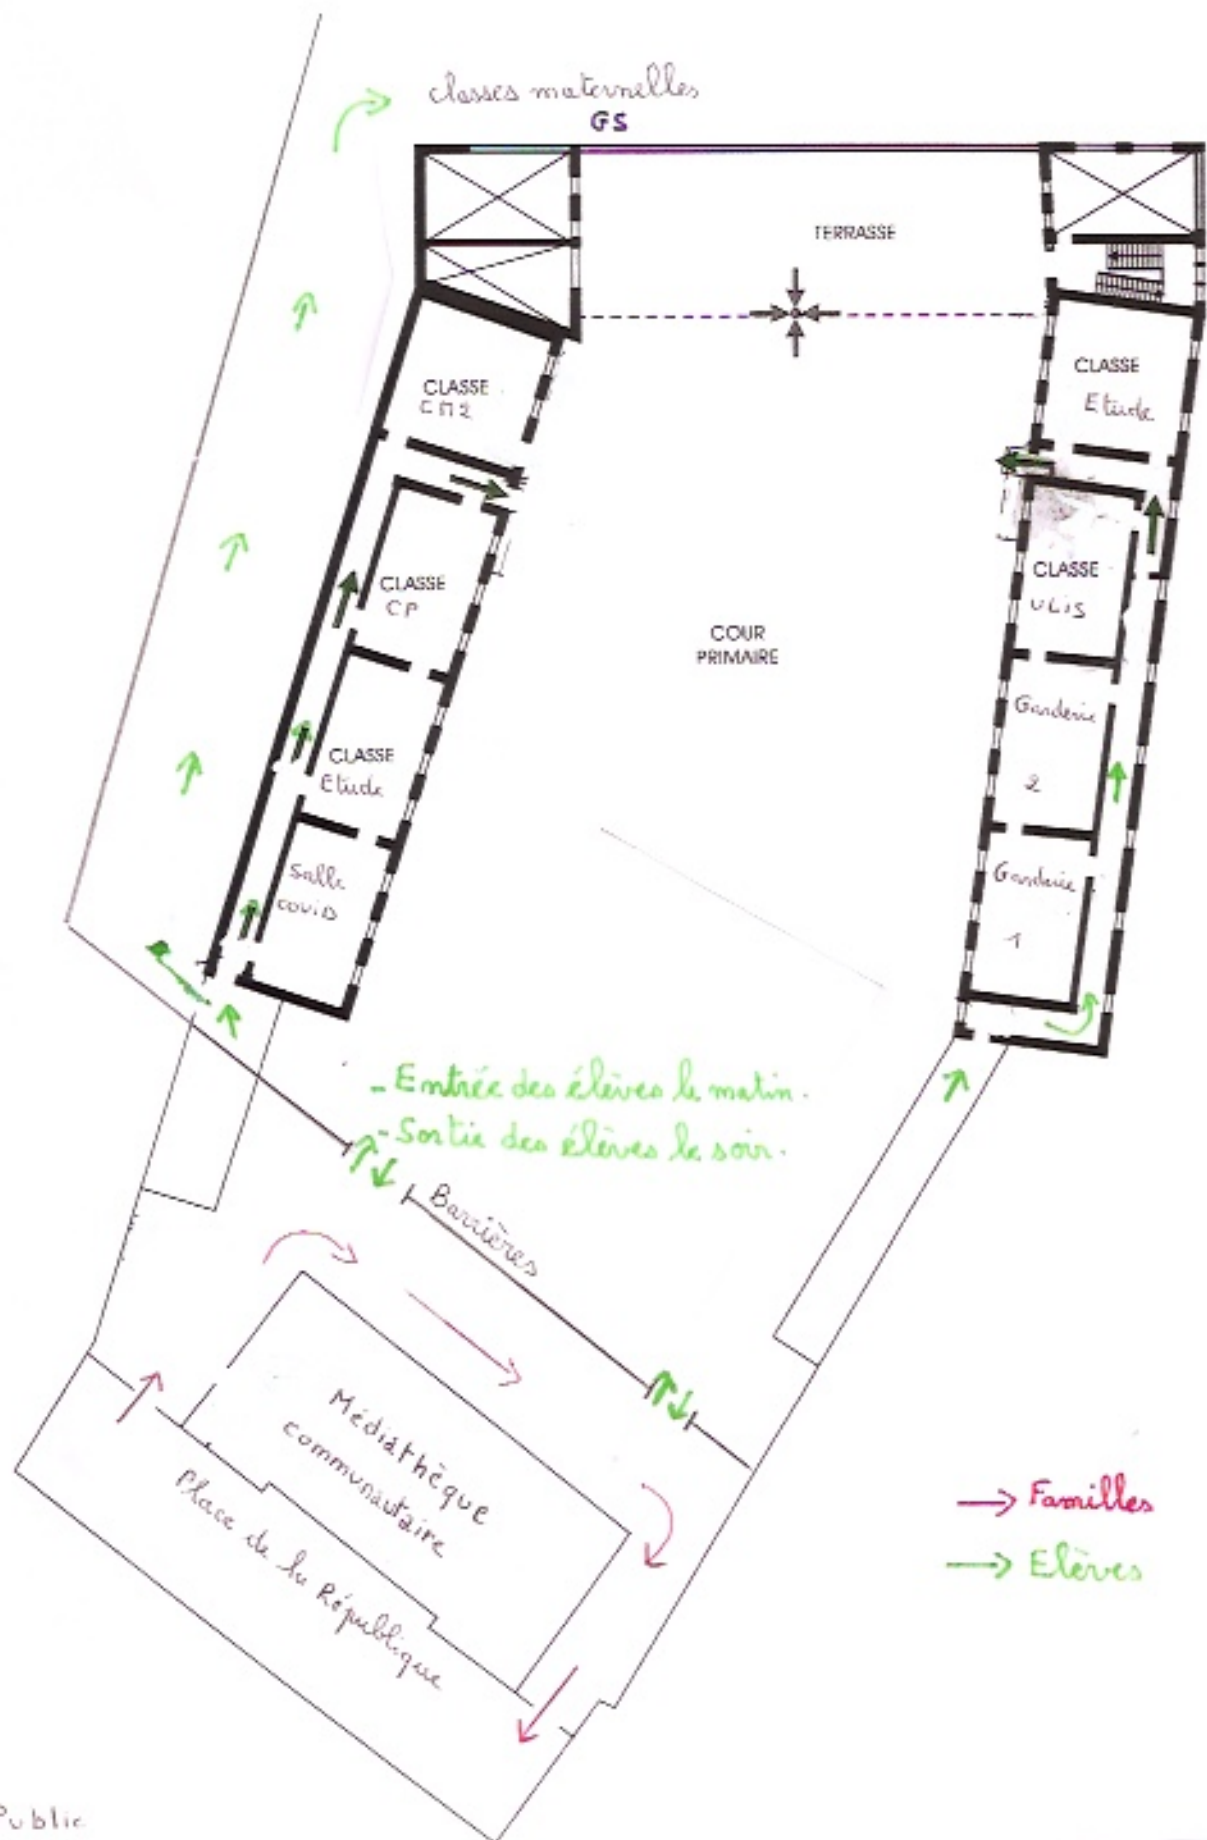 classes maternelles
GS
TERRASSE
CLASSE
CM2
CLASSE
Etude
CLASSE
CP
CLASSE
ULIS
COUR
PRIMAIRE
Garderie
2
CLASSE
Etude
Salle
COVID
Garderie
1
- Entrée des élèves le matin.
- Sortie des élèves le soir.
Barrières
Médiathèque
communautaire
Place de la République
Familles
Elèves
Public